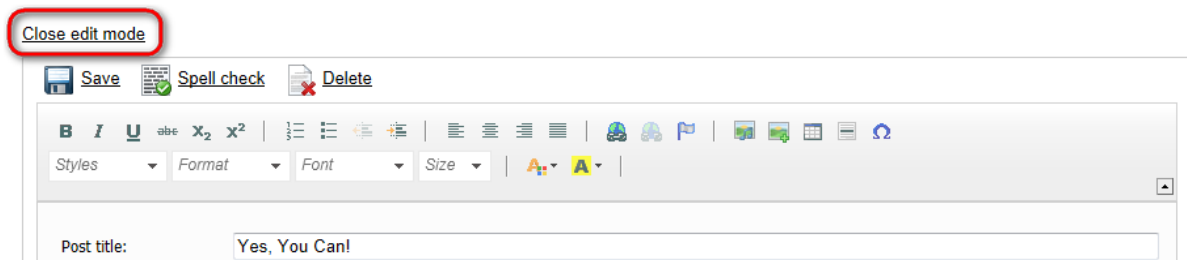 Close edit mode
Save Spell check Delete
B I U abc X₂ X² Ω
Styles Format Font Size A A
Post title: Yes, You Can!